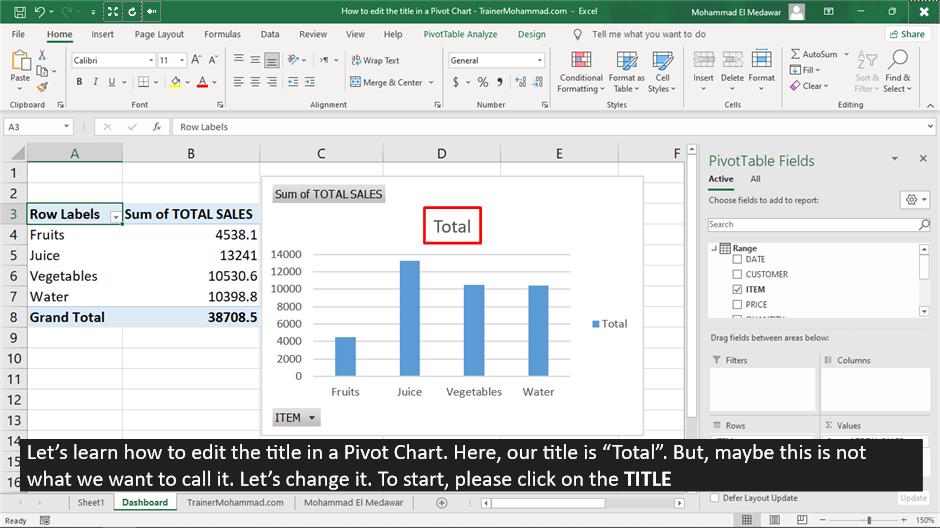 How to edit the title in a Pivot Chart - TrainerMohammad.com - Excel
Mohammad El Medawar
File Home Insert Page Layout Formulas Data Review View Help PivotTable Analyze Design Tell me what you want to do Share
Calibri 11 A A Wrap Text General AutoSum
Paste B I U A Merge & Center $ % Conditional Formatting Format as Table Cell Styles Insert Delete Format Fill Clear Sort & Filter Find & Select
Clipboard Font Alignment Number Styles Cells Editing
A3 fx Row Labels
A B C D E F
1
2
3 Row Labels Sum of TOTAL SALES
4 Fruits 4538.1
5 Juice 13241
6 Vegetables 10530.6
7 Water 10398.8
8 Grand Total 38708.5
9
10
11
12
13
14
15
16
Sum of TOTAL SALES
Total
14000
12000
10000
8000
6000
4000
2000
0
Fruits Juice Vegetables Water
Total
ITEM
PivotTable Fields
Active All
Choose fields to add to report:
Search
Range
DATE
CUSTOMER
ITEM
PRICE
Drag fields between areas below:
Filters Columns
Rows Σ Values
Let's learn how to edit the title in a Pivot Chart. Here, our title is “Total”. But, maybe this is not
what we want to call it. Let's change it. To start, please click on the TITLE
Defer Layout Update Update
Sheet1 Dashboard TrainerMohammad.com Mohammad El Medawar
Ready 150%